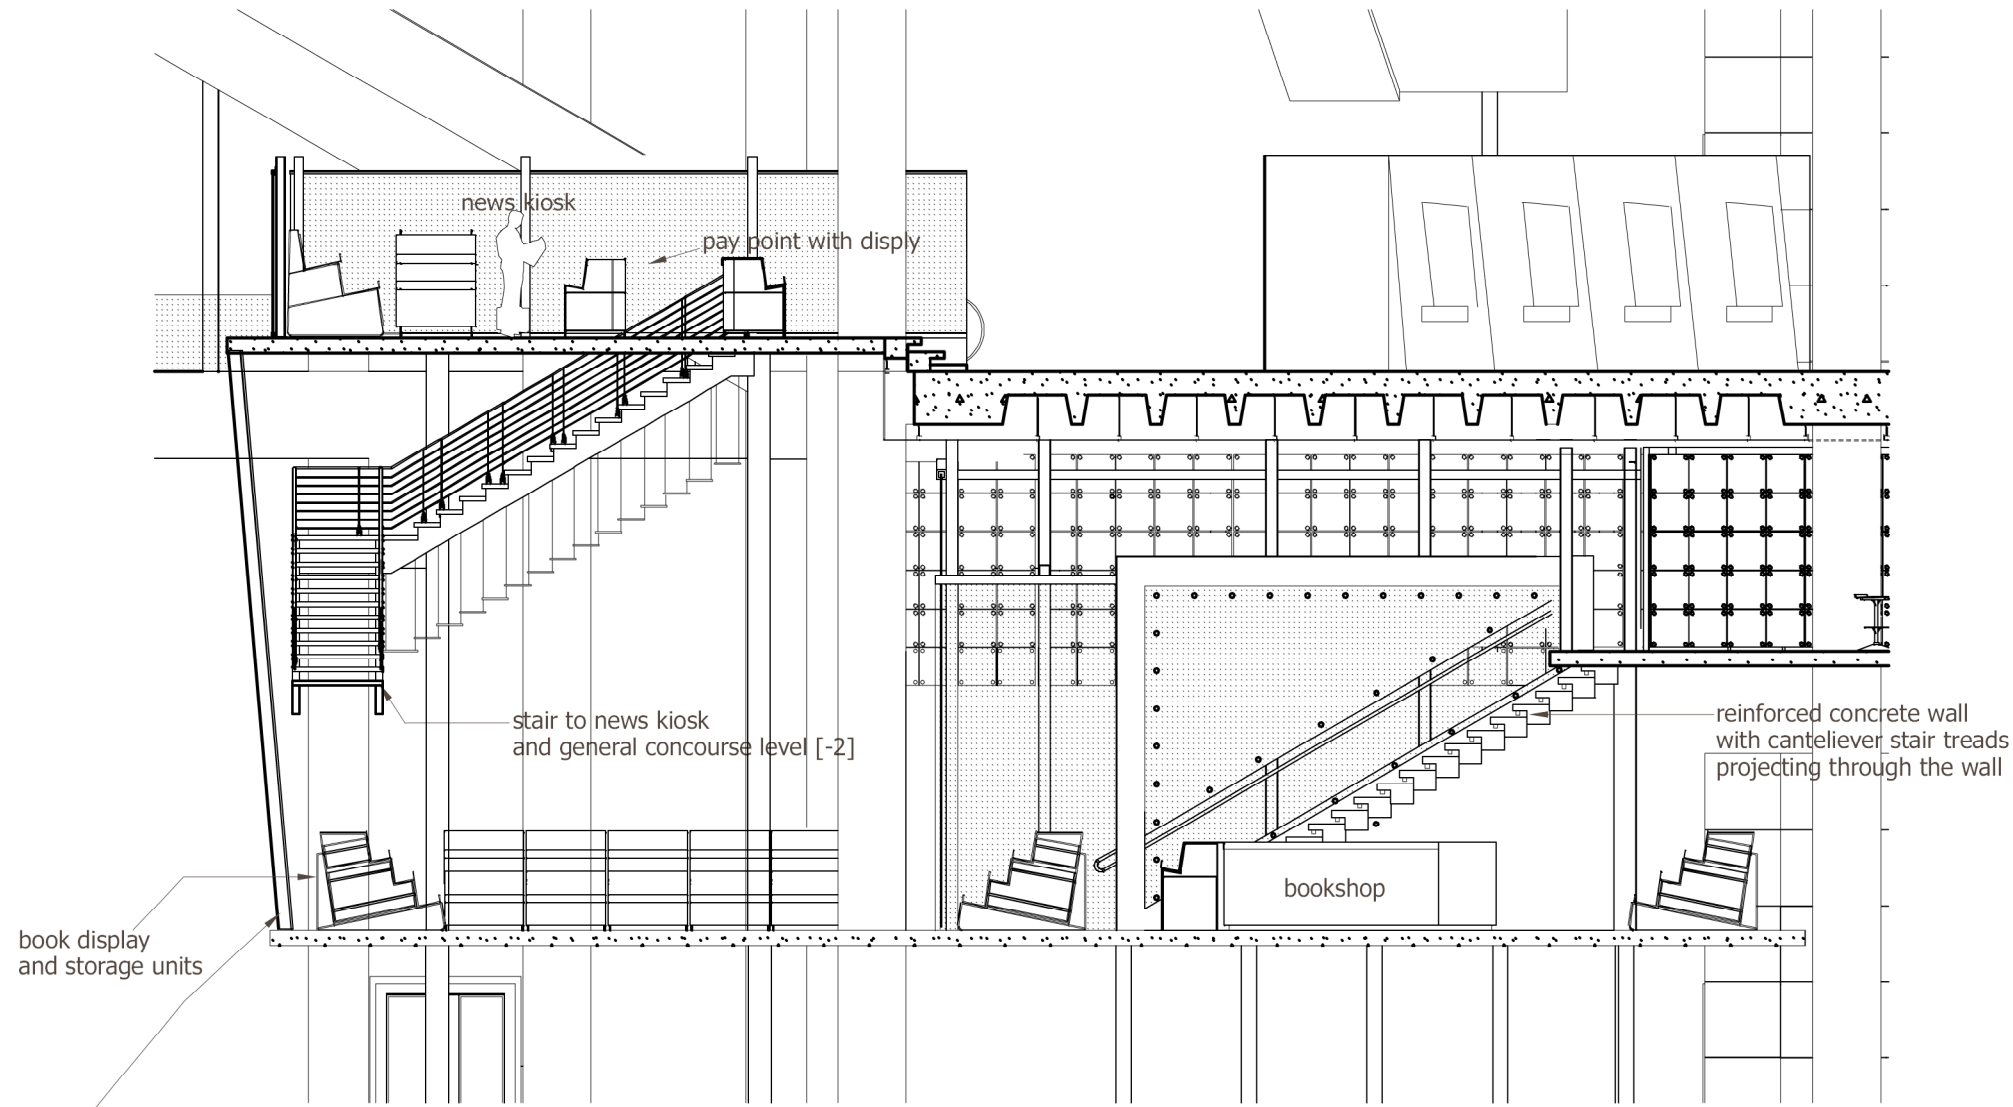 news kiosk
pay point with disply
stair to news kiosk
and general concourse level [-2]
reinforced concrete wall
with canteliever stair treads
projecting through the wall
bookshop
book display
and storage units